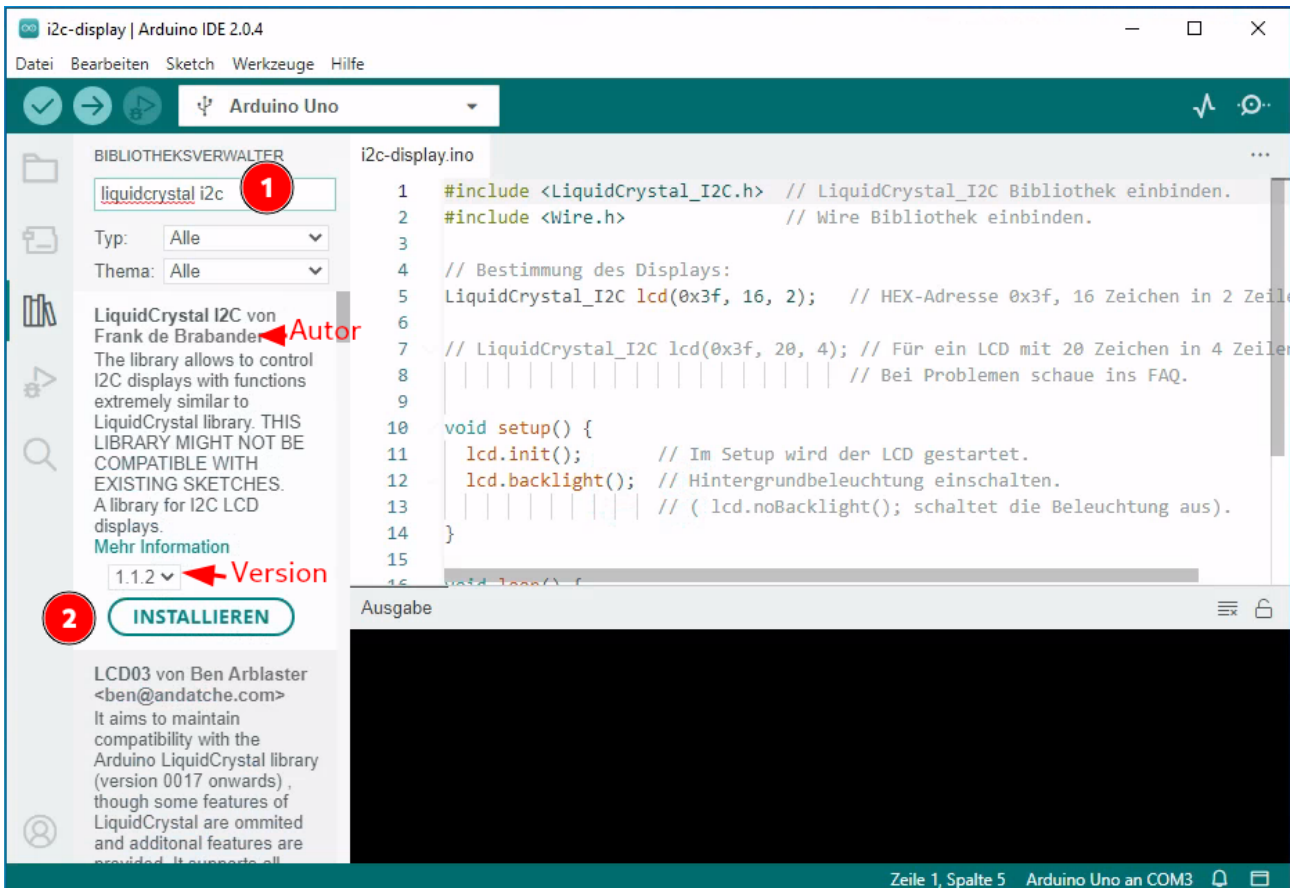 i2c-display | Arduino IDE 2.0.4
Datei Bearbeiten Sketch Werkzeuge Hilfe
Arduino Uno
BIBLIOTHEKSVERWALTER
liquidcrystal i2c
1
Typ: Alle
Thema: Alle
LiquidCrystal I2C von
Frank de Brabander
Autor
The library allows to control
I2C displays with functions
extremely similar to
LiquidCrystal library. THIS
LIBRARY MIGHT NOT BE
COMPATIBLE WITH
EXISTING SKETCHES.
A library for I2C LCD
displays.
Mehr Information
1.1.2
Version
2
INSTALLIEREN
LCD03 von Ben Arblaster
<ben@andatche.com>
It aims to maintain
compatibility with the
Arduino LiquidCrystal library
(version 0017 onwards) ,
though some features of
LiquidCrystal are ommited
and additonal features are
provided. It supports all
i2c-display.ino
...
1 #include <LiquidCrystal_I2C.h> // LiquidCrystal_I2C Bibliothek einbinden.
2 #include <Wire.h> // Wire Bibliothek einbinden.
3
4 // Bestimmung des Displays:
5 LiquidCrystal_I2C lcd(0x3f, 16, 2); // HEX-Adresse 0x3f, 16 Zeichen in 2 Zeile
6
7 // LiquidCrystal_I2C lcd(0x3f, 20, 4); // Für ein LCD mit 20 Zeichen in 4 Zeilen
8 // Bei Problemen schaue ins FAQ.
9
10 void setup() {
11 lcd.init(); // Im Setup wird der LCD gestartet.
12 lcd.backlight(); // Hintergrundbeleuchtung einschalten.
13 // ( lcd.noBacklight(); schaltet die Beleuchtung aus).
14 }
15
16 void loop() {
Ausgabe
Zeile 1, Spalte 5 Arduino Uno an COM3